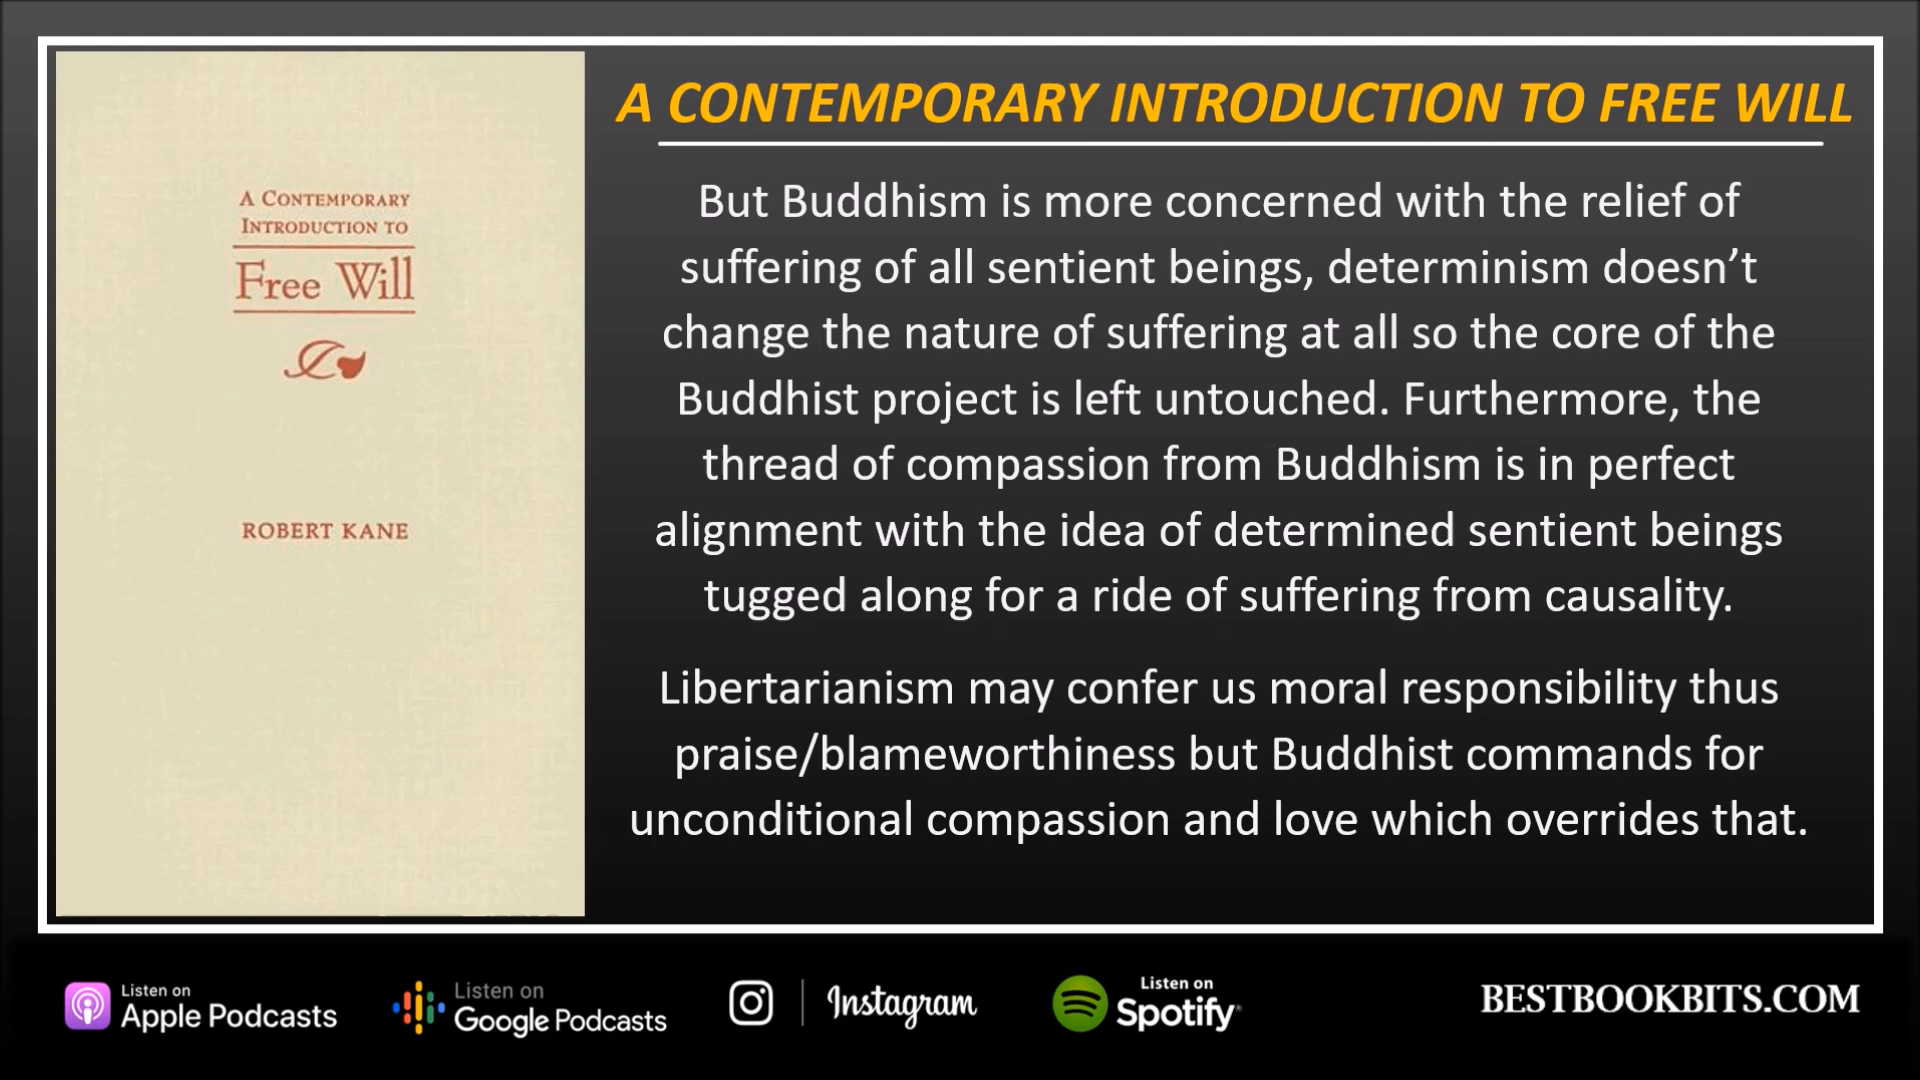 A CONTEMPORARY
INTRODUCTION TO
Free Will
ROBERT KANE
A CONTEMPORARY INTRODUCTION TO FREE WILL
But Buddhism is more concerned with the relief of
suffering of all sentient beings, determinism doesn’t
change the nature of suffering at all so the core of the
Buddhist project is left untouched. Furthermore, the
thread of compassion from Buddhism is in perfect
alignment with the idea of determined sentient beings
tugged along for a ride of suffering from causality.
Libertarianism may confer us moral responsibility thus
praise/blameworthiness but Buddhist commands for
unconditional compassion and love which overrides that.
Listen on
Apple Podcasts
Listen on
Google Podcasts
Instagram
Listen on
Spotify
BESTBOOKBITS.COM